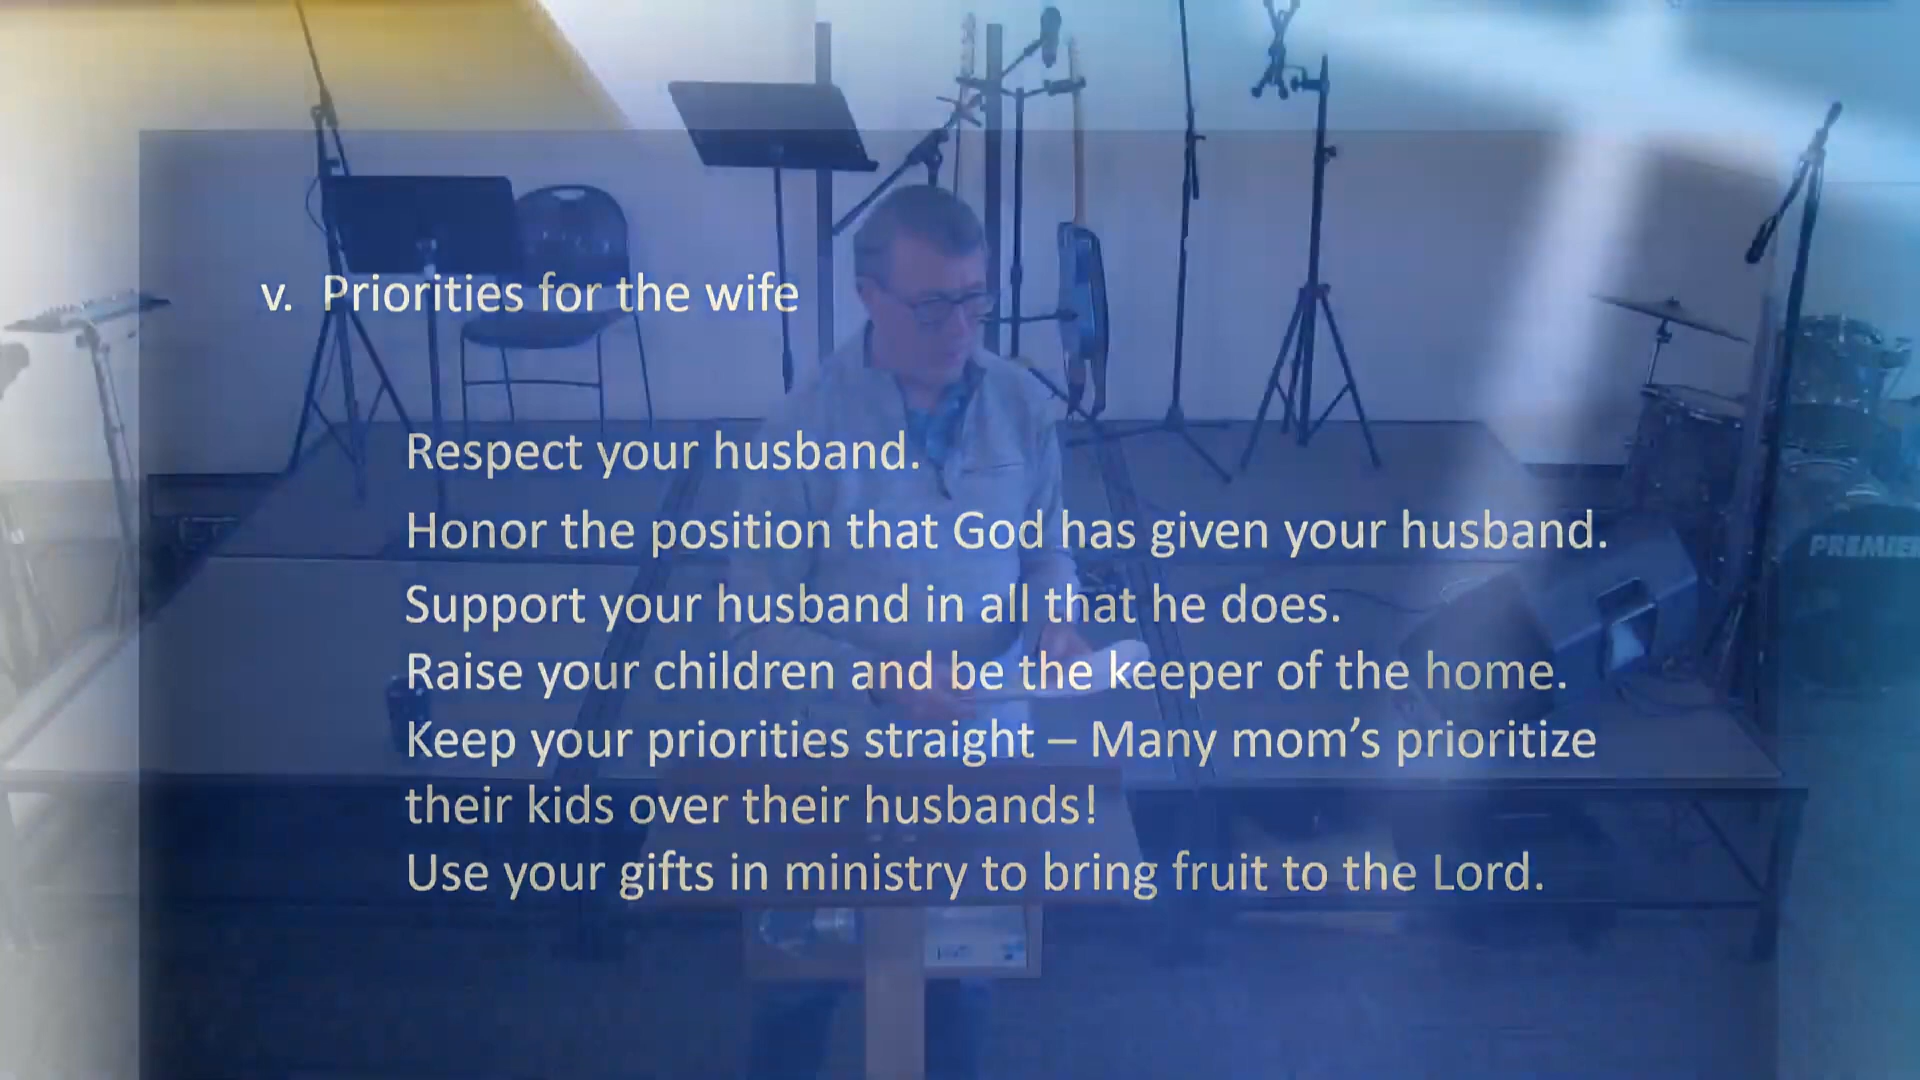 v. Priorities for the wife
Respect your husband.
Honor the position that God has given your husband.
Support your husband in all that he does.
Raise your children and be the keeper of the home.
Keep your priorities straight – Many mom's prioritize
their kids over their husbands!
Use your gifts in ministry to bring fruit to the Lord.
PREMIER